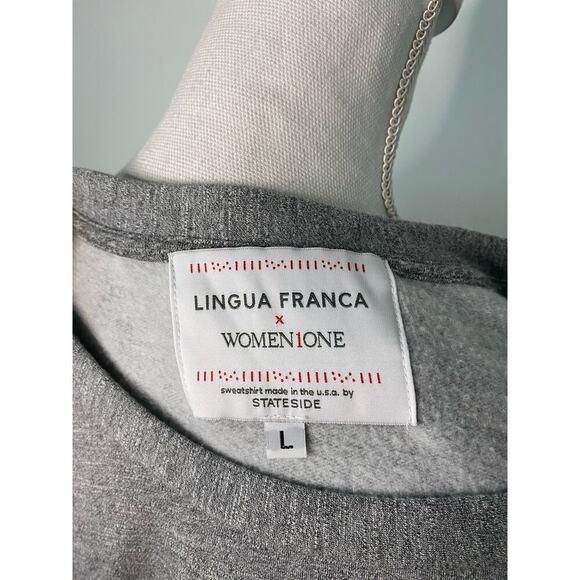 LINGUA FRANCA
x
WOMEN1ONE
sweatshirt made in the u.s.a. by
STATESIDE
L